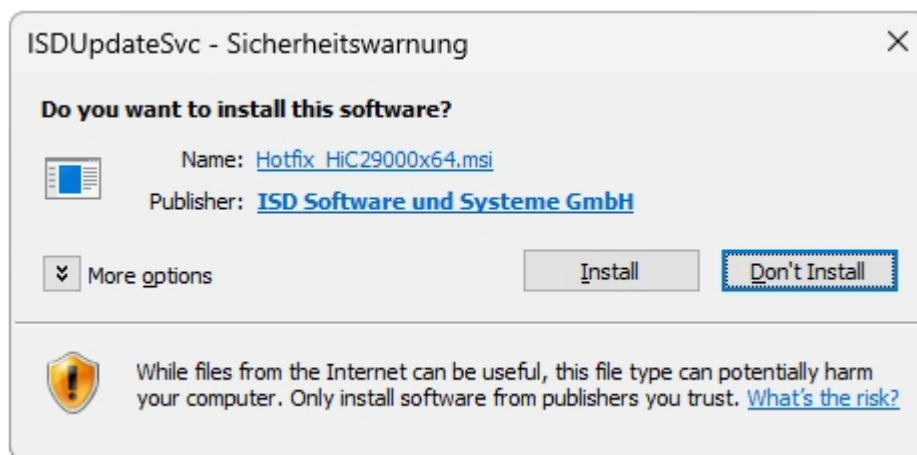 ISDUpdateSvc - Sicherheitswarnung
Do you want to install this software?
Name: Hotfix_HiC29000x64.msi
Publisher: ISD Software und Systeme GmbH
More options
Install
Don't Install
While files from the Internet can be useful, this file type can potentially harm
your computer. Only install software from publishers you trust. What's the risk?